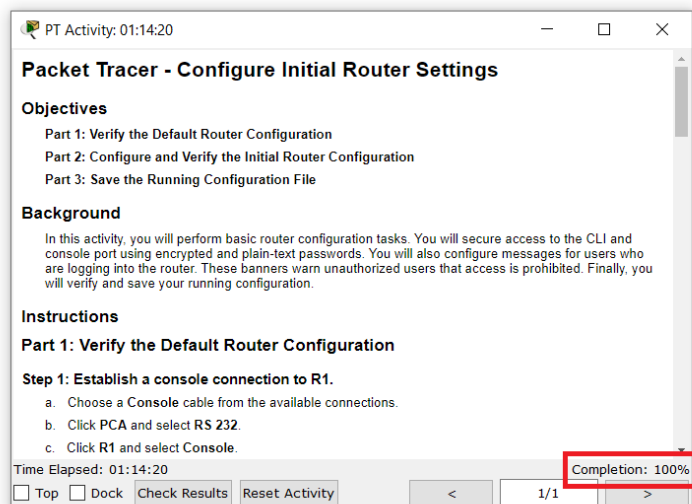 PT Activity: 01:14:20
Packet Tracer - Configure Initial Router Settings
Objectives
Part 1: Verify the Default Router Configuration
Part 2: Configure and Verify the Initial Router Configuration
Part 3: Save the Running Configuration File
Background
In this activity, you will perform basic router configuration tasks. You will secure access to the CLI and
console port using encrypted and plain-text passwords. You will also configure messages for users who
are logging into the router. These banners warn unauthorized users that access is prohibited. Finally, you
will verify and save your running configuration.
Instructions
Part 1: Verify the Default Router Configuration
Step 1: Establish a console connection to R1.
a. Choose a Console cable from the available connections.
b. Click PCA and select RS 232.
c. Click R1 and select Console.
Time Elapsed: 01:14:20 Completion: 100%
Top Dock Check Results Reset Activity < 1/1 >